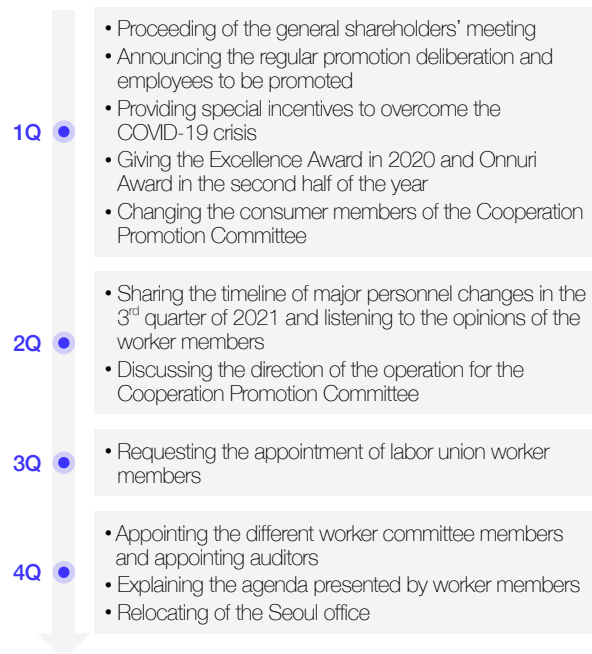 1Q
• Proceeding of the general shareholders' meeting
• Announcing the regular promotion deliberation and
employees to be promoted
• Providing special incentives to overcome the
COVID-19 crisis
• Giving the Excellence Award in 2020 and Onnuri
Award in the second half of the year
• Changing the consumer members of the Cooperation
Promotion Committee
2Q
• Sharing the timeline of major personnel changes in the
3rd quarter of 2021 and listening to the opinions of the
worker members
• Discussing the direction of the operation for the
Cooperation Promotion Committee
3Q
• Requesting the appointment of labor union worker
members
4Q
• Appointing the different worker committee members
and appointing auditors
• Explaining the agenda presented by worker members
• Relocating of the Seoul office